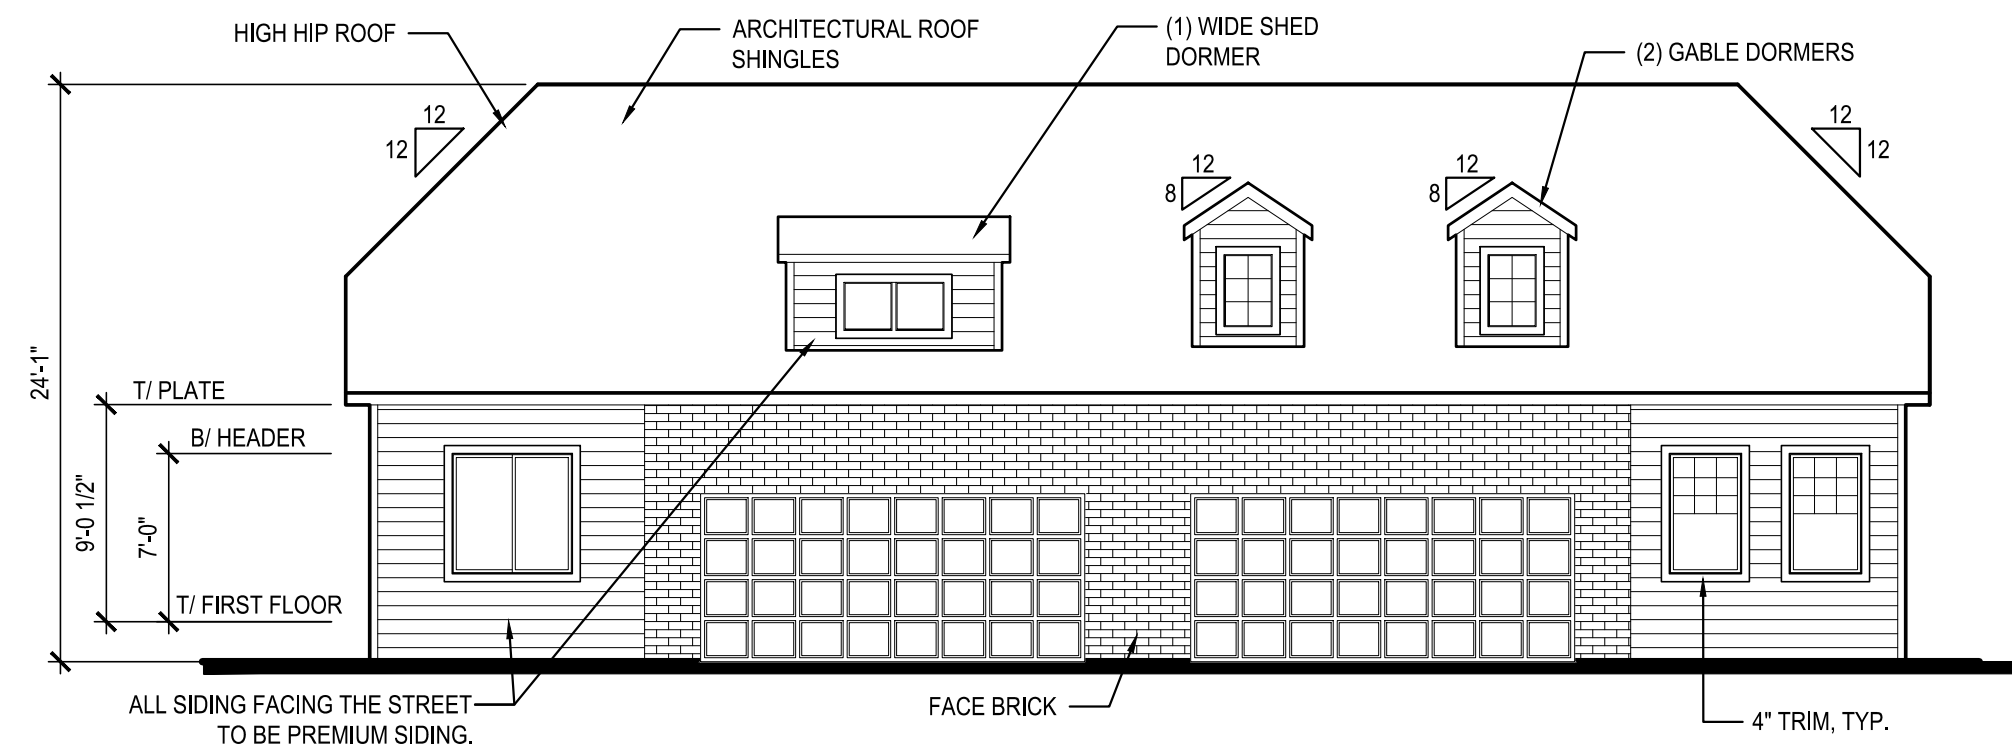 HIGH HIP ROOF
ARCHITECTURAL ROOF
SHINGLES
(1) WIDE SHED
DORMER
(2) GABLE DORMERS
12
12
12
12
12
8
12
8
24'-1"
T/ PLATE
B/ HEADER
9'-0 1/2"
7'-0"
T/ FIRST FLOOR
ALL SIDING FACING THE STREET
TO BE PREMIUM SIDING.
FACE BRICK
4" TRIM, TYP.